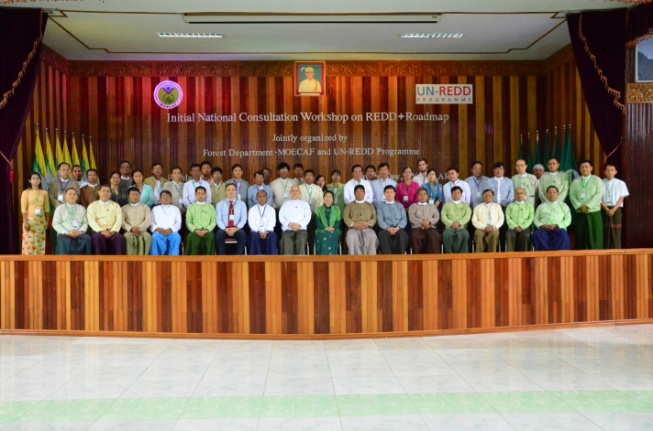 UN-REDD
PROGRAMME
Initial National Consultation Workshop on REDD+Roadmap
Jointly organized by
Forest Department-MOECAF and UN-REDD Programme